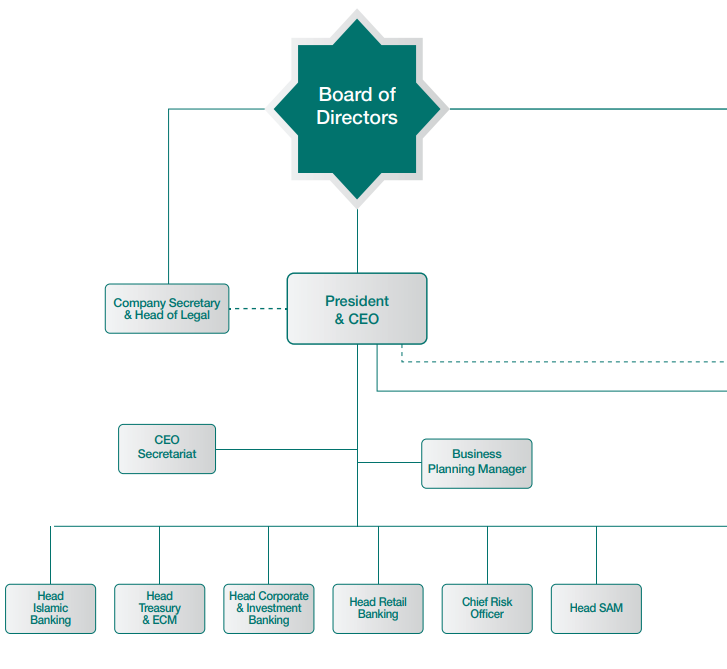 Board of
Directors
Company Secretary
& Head of Legal
President
& CEO
CEO
Secretariat
Business
Planning Manager
Head
Islamic
Banking
Head
Treasury
& ECM
Head Corporate
& Investment
Banking
Head Retail
Banking
Chief Risk
Officer
Head SAM